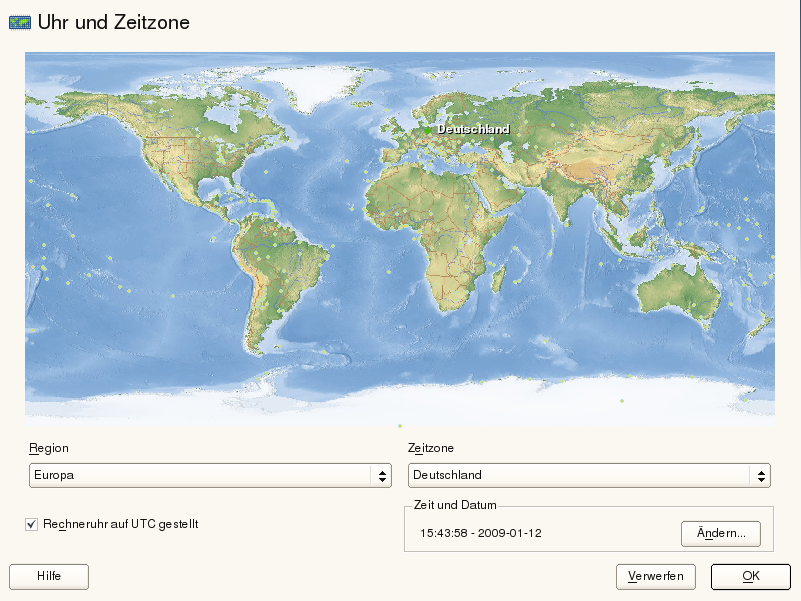 Uhr und Zeitzone
Deutschland
Region
Zeitzone
Europa
Deutschland
Zeit und Datum
Rechneruhr auf UTC gestellt
15:43:58 - 2009-01-12
Ändern...
Hilfe
Verwerfen
OK